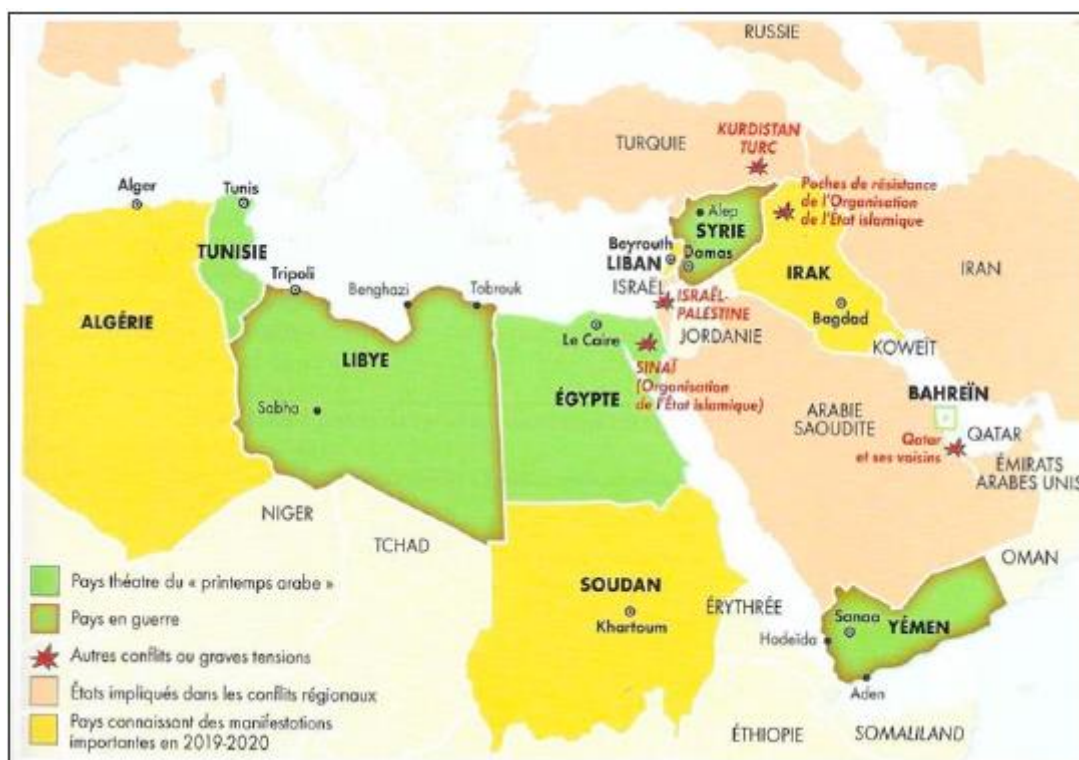 RUSSIE
KURDISTAN
TURC
TURQUIE
Poches de résistance
de l'Organisation
de l'État islamique
Alger
Tunis
Alep
SYRIE
TUNISIE
Beyrouth
Damas
LIBAN
IRAK
IRAN
Tripoli
Benghazi
Tobrouk
ISRAËL
ISRAËL-
PALESTINE
Bagdad
ALGÉRIE
Le Caire
JORDANIE
KOWEÏT
LIBYE
SINAÏ
(Organisation
de l'État islamique)
ÉGYPTE
BAHREÏN
Sabha
ARABIE
SAOUDITE
Qatar
et ses voisins
QATAR
ÉMIRATS
ARABES UNIS
NIGER
TCHAD
OMAN
SOUDAN
Khartoum
ÉRYTHRÉE
Sanaa
YÉMEN
Hodeïda
Aden
ÉTHIOPIE
SOMALILAND
Pays théâtre du « printemps arabe »
Pays en guerre
Autres conflits ou graves tensions
États impliqués dans les conflits régionaux
Pays connaissant des manifestations
importantes en 2019-2020